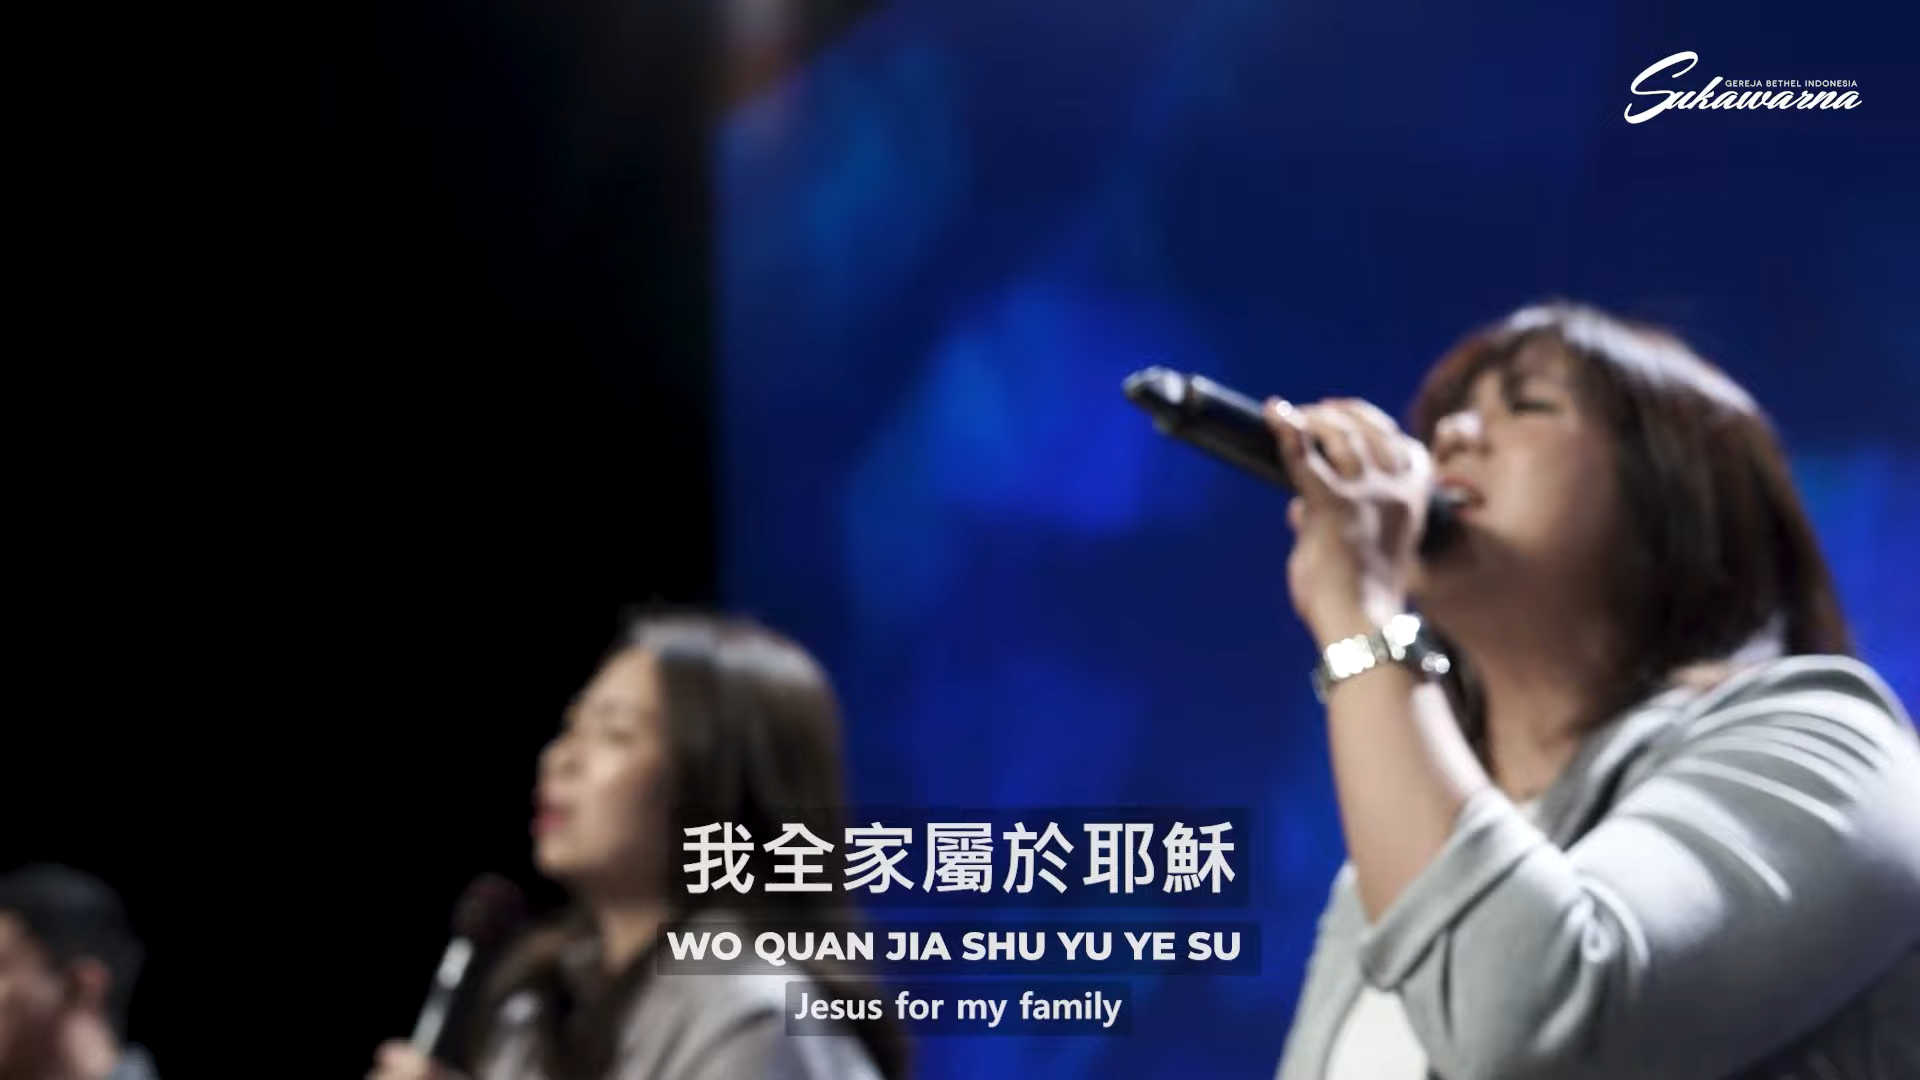 GEREJA BETHEL INDONESIA
Sukawarna
我全家屬於耶穌
WO QUAN JIA SHU YU YE SU
Jesus for my family